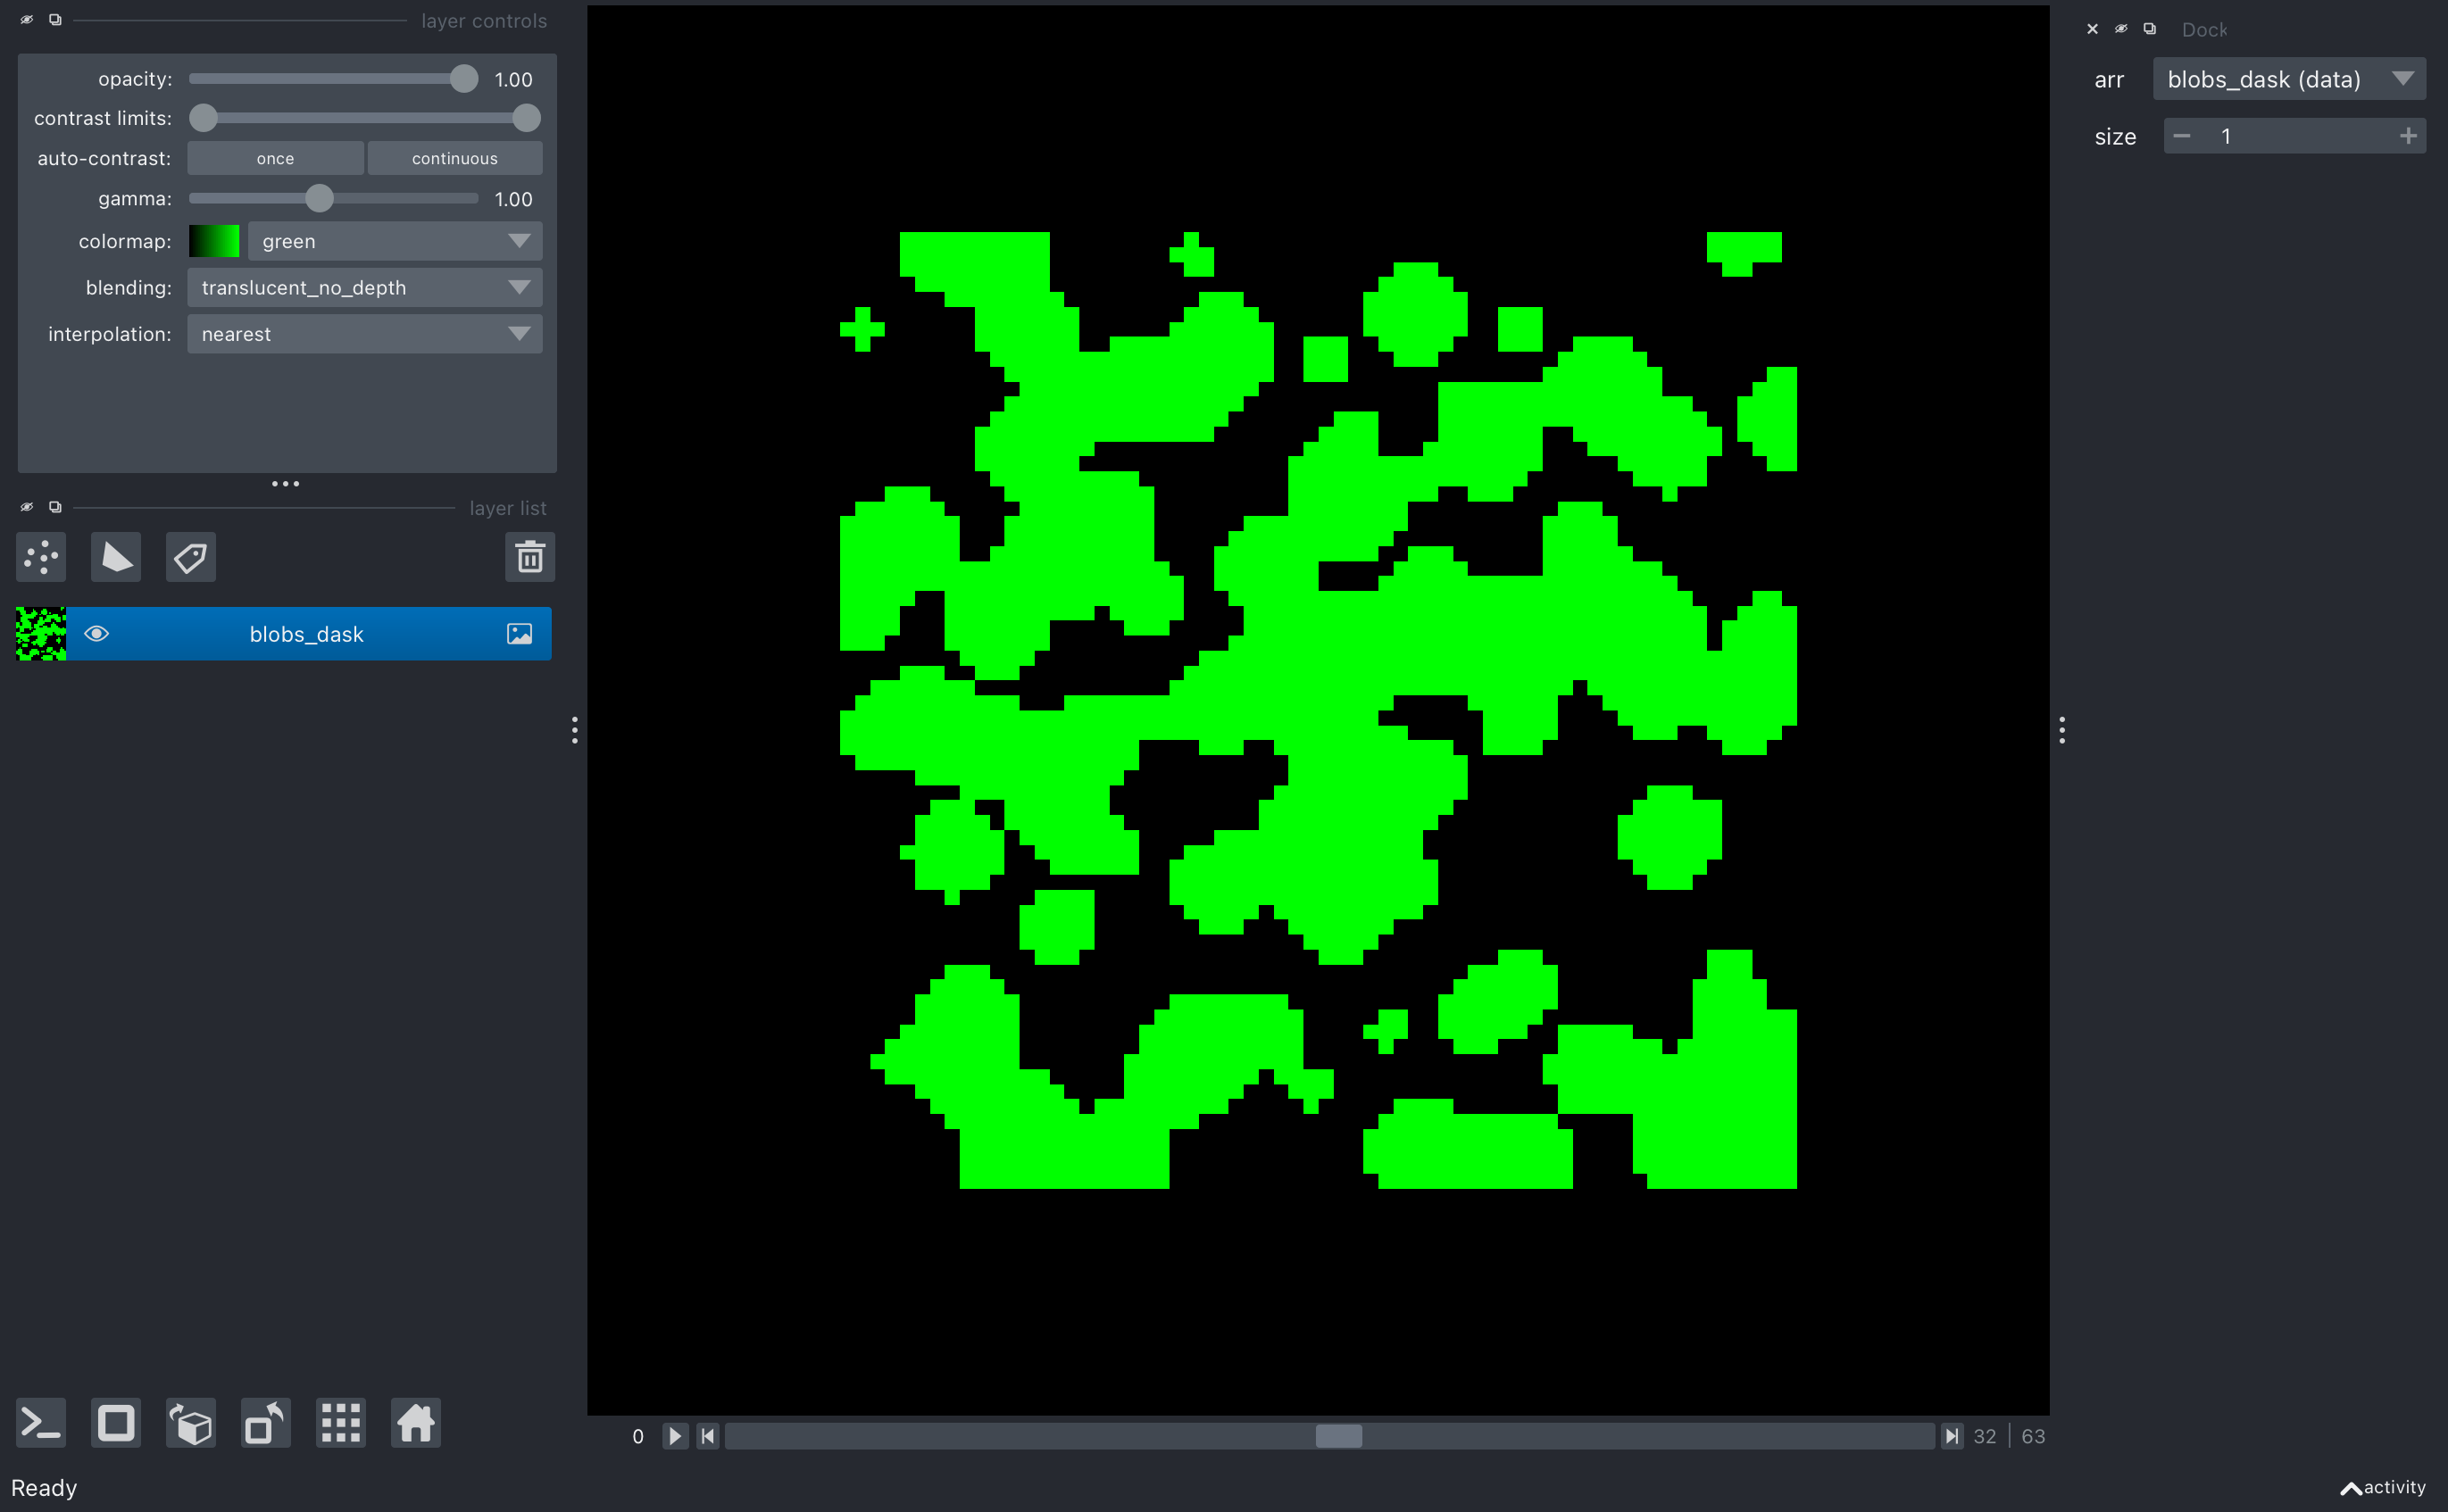 layer controls
opacity: 1.00
contrast limits:
auto-contrast: once continuous
gamma: 1.00
colormap: green
blending: translucent_no_depth
interpolation: nearest
layer list
blobs_dask
Ready
0
32 63
Dock
arr blobs_dask (data)
size 1
activity